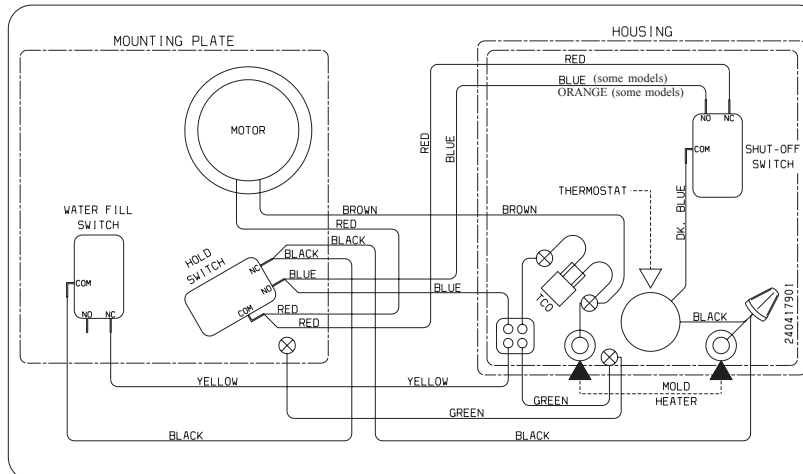 MOUNTING PLATE
HOUSING
RED
BLUE (some models)
ORANGE (some models)
NO
NC
MOTOR
RED
BLUE
COM
SHUT-OFF
SWITCH
THERMOSTAT
DK. BLUE
WATER FILL
SWITCH
BROWN
BROWN
RED
BLACK
HOLD
SWITCH
NC
BLACK
COM
NO
BLUE
BLUE
TCO
COM
RED
RED
BLACK
240417901
NO
NC
YELLOW
YELLOW
MOLD
HEATER
GREEN
GREEN
BLACK
BLACK